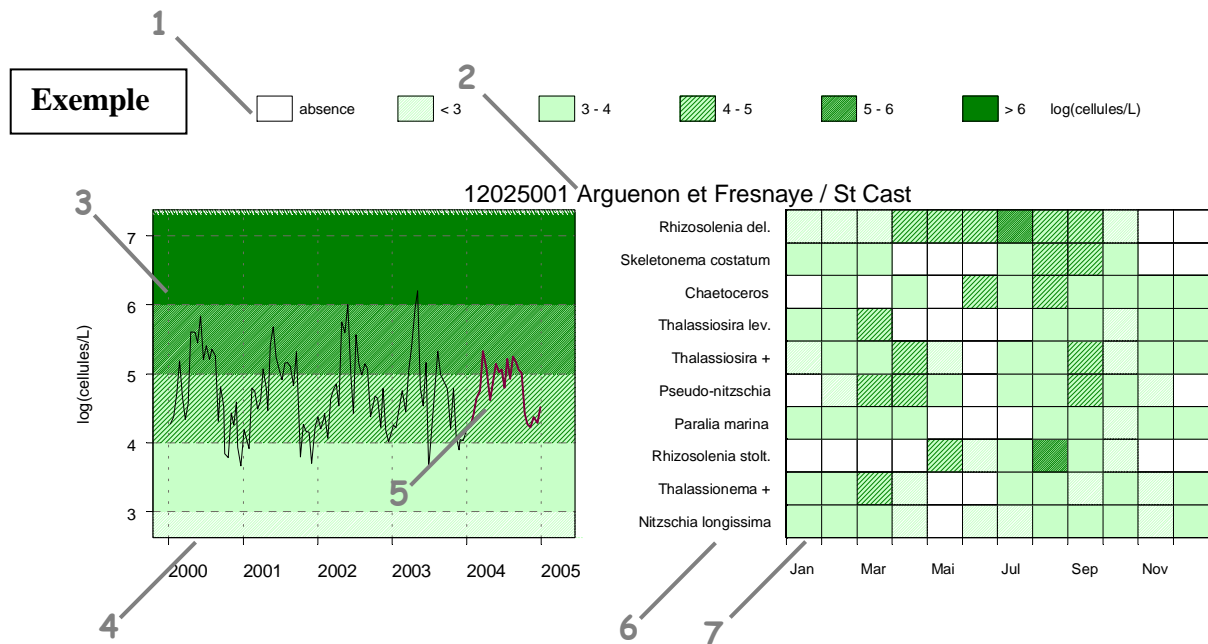 1
2
Exemple
absence
< 3
3 - 4
4 - 5
5 - 6
> 6
log(cellules/L)
12025001 Arguenon et Fresnaye / St Cast
3
7
6
5
4
3
log(cellules/L)
5
2000
2001
2002
2003
2004
2005
4
Rhizosolenia del.
Skeletonema costatum
Chaetoceros
Thalassiosira lev.
Thalassiosira +
Pseudo-nitzschia
Paralia marina
Rhizosolenia stolt.
Thalassionema +
Nitzschia longissima
Jan
Mar
Mai
Jul
Sep
Nov
6
7